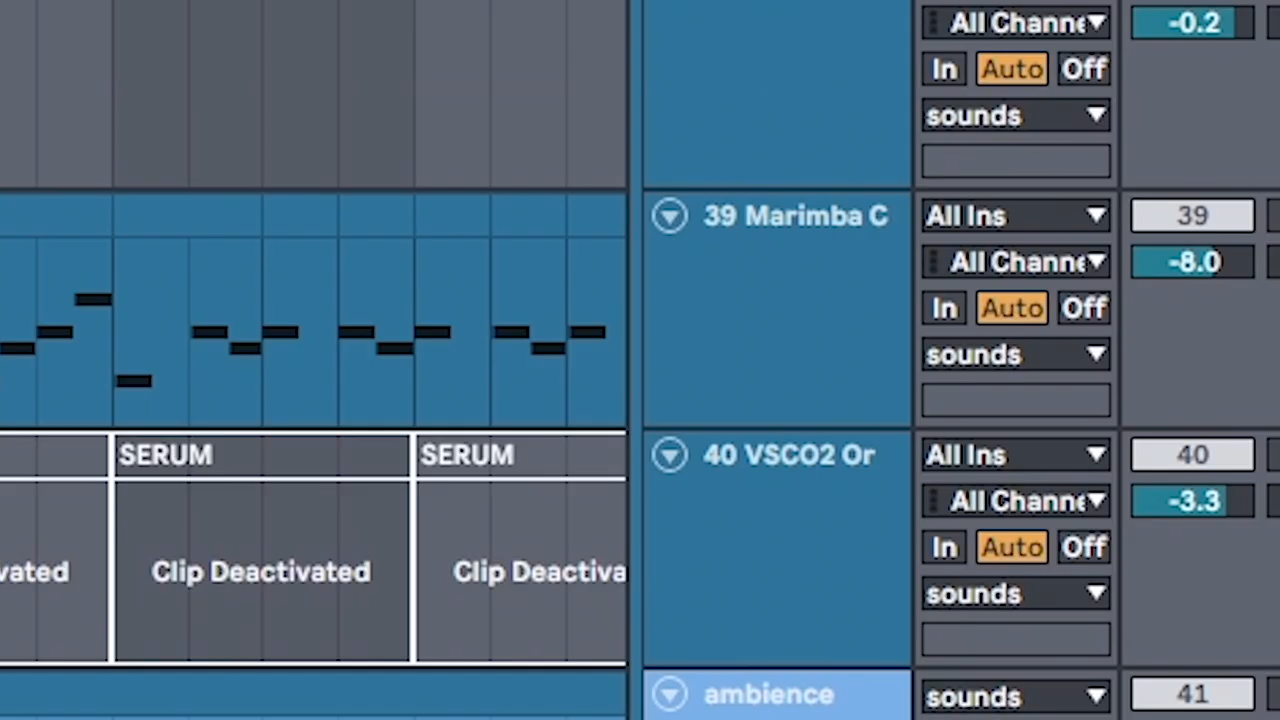 All Channe -0.2
In Auto Off
sounds
39 Marimba C All Ins 39
All Channe -8.0
In Auto Off
sounds
SERUM SERUM 40 VSCO2 Or All Ins 40
All Channe -3.3
vated Clip Deactivated Clip Deactiva In Auto Off
sounds
ambience sounds 41